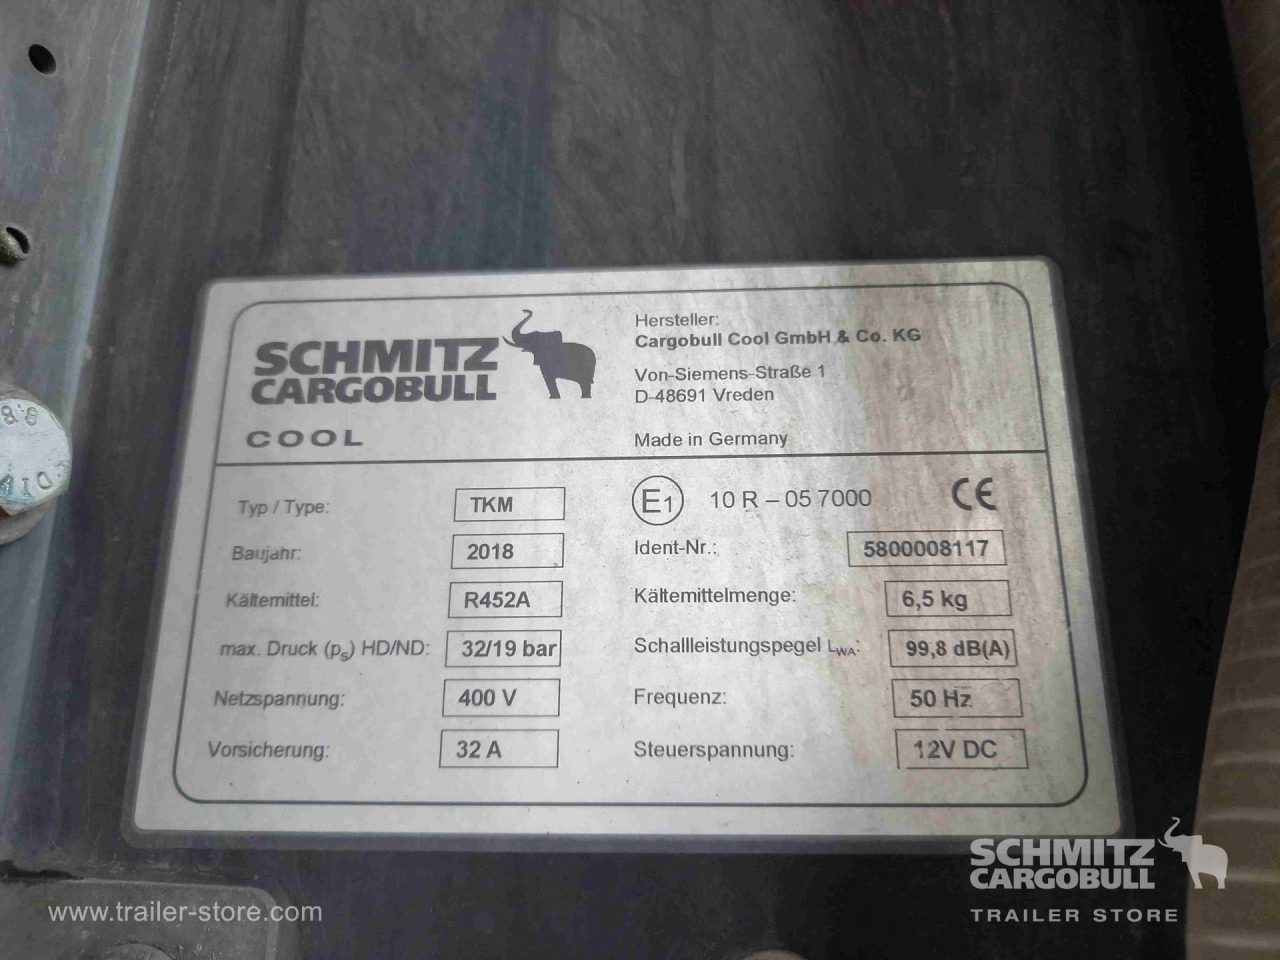 SCHMITZ
CARGOBULL
COOL
Hersteller:
Cargobull Cool GmbH & Co. KG
Von-Siemens-Straße 1
D-48691 Vreden
Made in Germany
Typ / Type: TKM
Baujahr: 2018
Kältemittel: R452A
max. Druck (ps) HD/ND: 32/19 bar
Netzspannung: 400 V
Vorsicherung: 32 A
E1 10 R - 05 7000 CE
Ident-Nr.: 5800008117
Kältemittelmenge: 6,5 kg
Schallleistungspegel LWA: 99,8 dB(A)
Frequenz: 50 Hz
Steuerspannung: 12V DC
8.8
www.trailer-store.com
SCHMITZ
CARGOBULL
TRAILER STORE